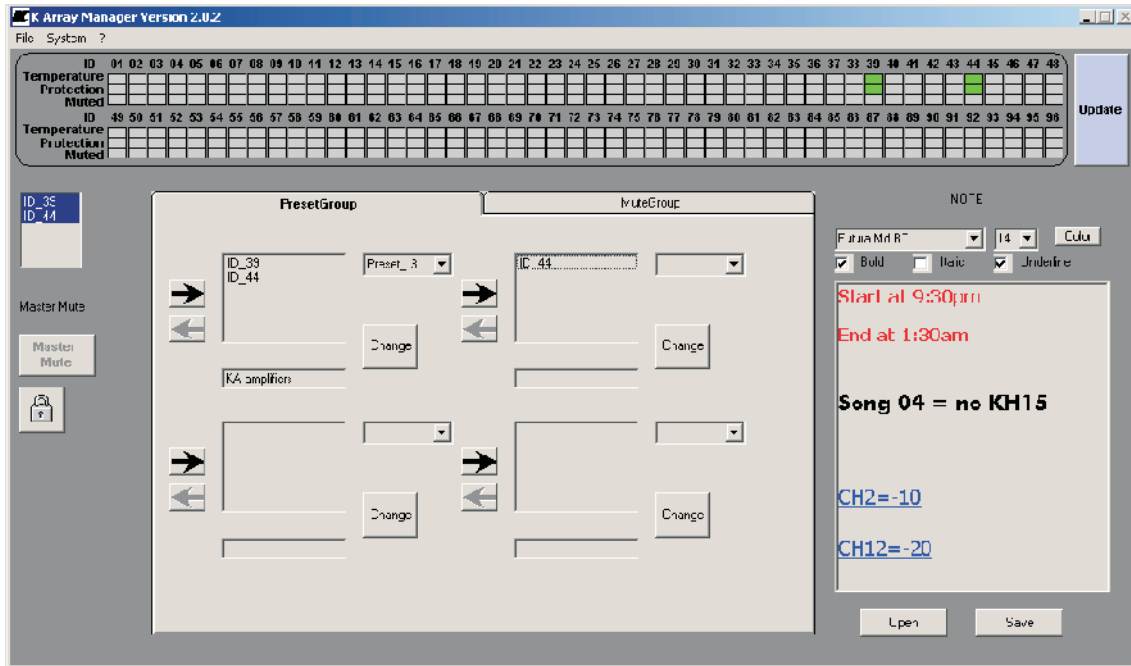 K Array Manager Version 2.0.2
File System ?
ID 01 02 03 04 05 06 07 08 09 10 11 12 13 14 15 16 17 18 19 20 21 22 23 24 25 26 27 28 29 30 31 32 33 34 35 36 37 38 39 40 41 42 43 44 45 46 47 48
Temperature
Protection
Muted
ID 49 50 51 52 53 54 55 56 57 58 59 60 61 62 63 64 65 66 67 68 69 70 71 72 73 74 75 76 77 78 79 80 81 82 83 84 85 86 87 88 89 90 91 92 93 94 95 96
Temperature
Protection
Muted
Update
ID_39
ID_44
Master Mute
Master
Mute
PresetGroup
MuteGroup
ID_39
ID_44
Preset_ 3
Change
KA amplifiers
ID_44
Change
Change
Change
NOTE
Futura Md BT
14
Color
Bold
Italic
Underline
Start at 9:30pm
End at 1:30am
Song 04 = no KH15
CH2=-10
CH12=-20
Open
Save